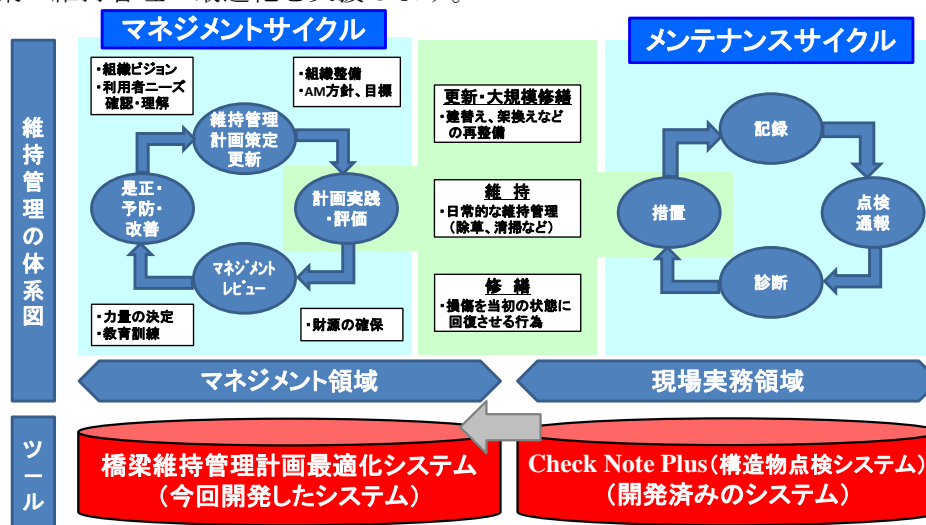 マネジメントサイクル
メンテナンスサイクル
維持管理の体系図
・組織ビジョン
・利用者ニーズ
確認・理解
・組織整備
・AM方針、目標
維持管理
計画策定
更新
計画実践
・評価
マネジメント
レビュー
是正・
予防・
改善
・力量の決定
・教育訓練
・財源の確保
更新・大規模修繕
・建替え、架換えなど
の再整備
維 持
・日常的な維持管理
（除草、清掃など）
修 繕
・損傷を当初の状態に
回復させる行為
記録
点検
通報
診断
措置
マネジメント領域
現場実務領域
ツール
橋梁維持管理計画最適化システム
（今回開発したシステム）
Check Note Plus（構造物点検システム）
（開発済みのシステム）